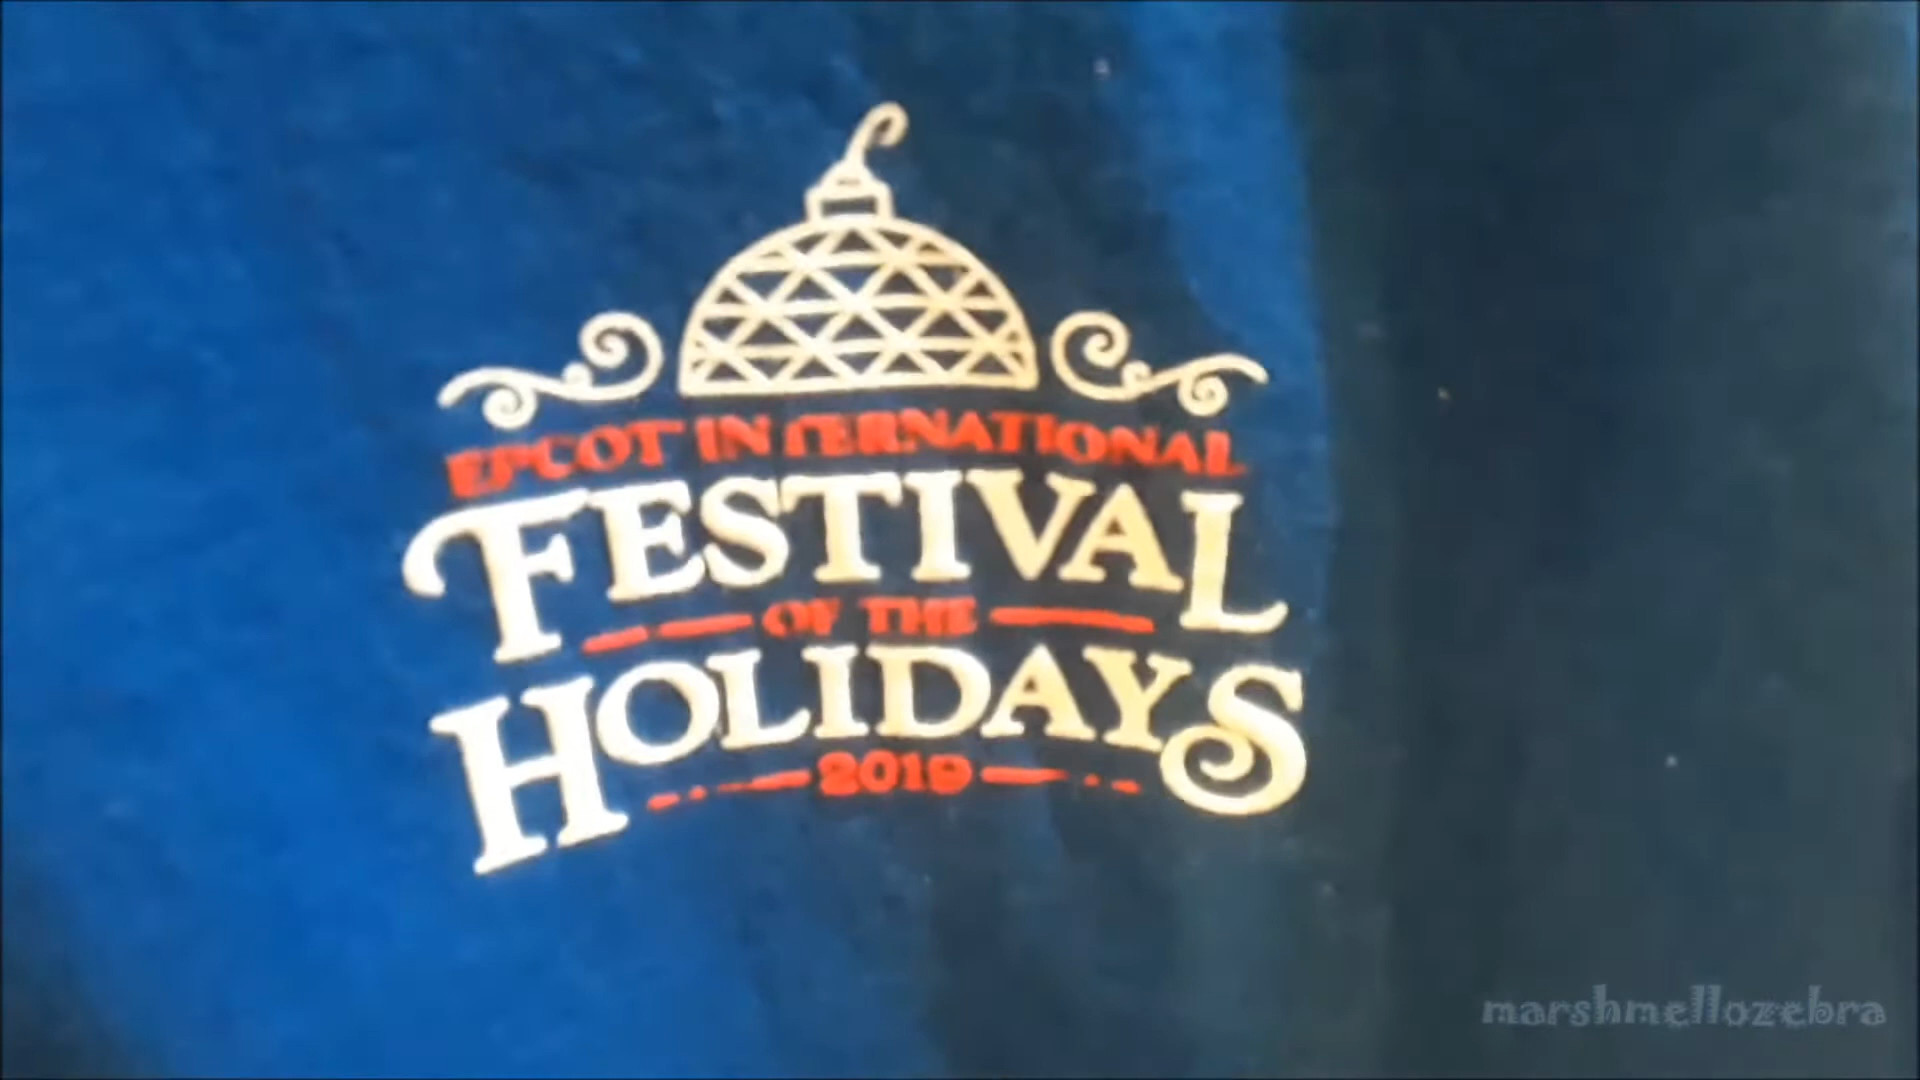 EPCOT INTERNATIONAL
FESTIVAL
OF THE
HOLIDAYS
2019
marshmellozebra